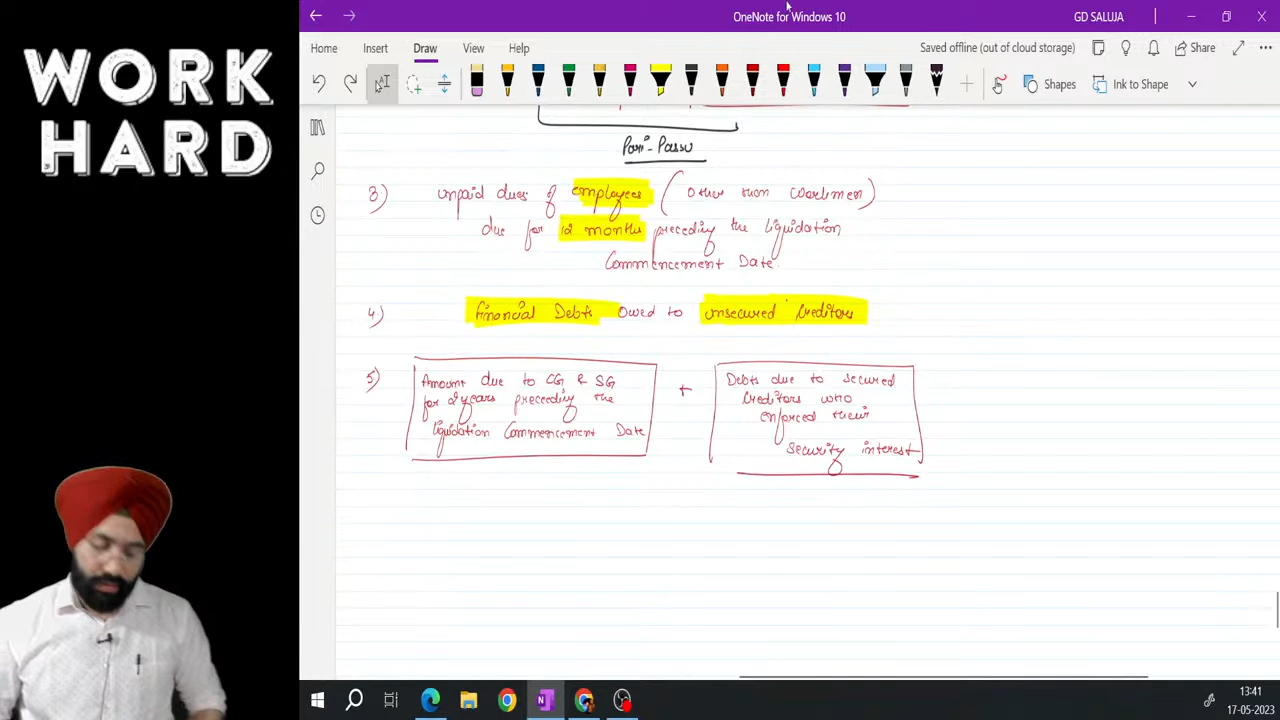 WORK
HARD
OneNote for Windows 10
GD SALUJA
Home Insert Draw View Help
Saved offline (out of cloud storage)
Share
Shapes
Ink to Shape
Pari-Passu
3) unpaid dues of employees (other than workmen)
due for 12 months preceding the liquidation
Commencement Date.
4) Financial Debts owed to unsecured Creditors
5) Amount due to CG & SG
for 2 years preceeding the
liquidation Commencement Date
+
Debts due to secured
Creditors who
enforced their
security interest
13:41
17-05-2023